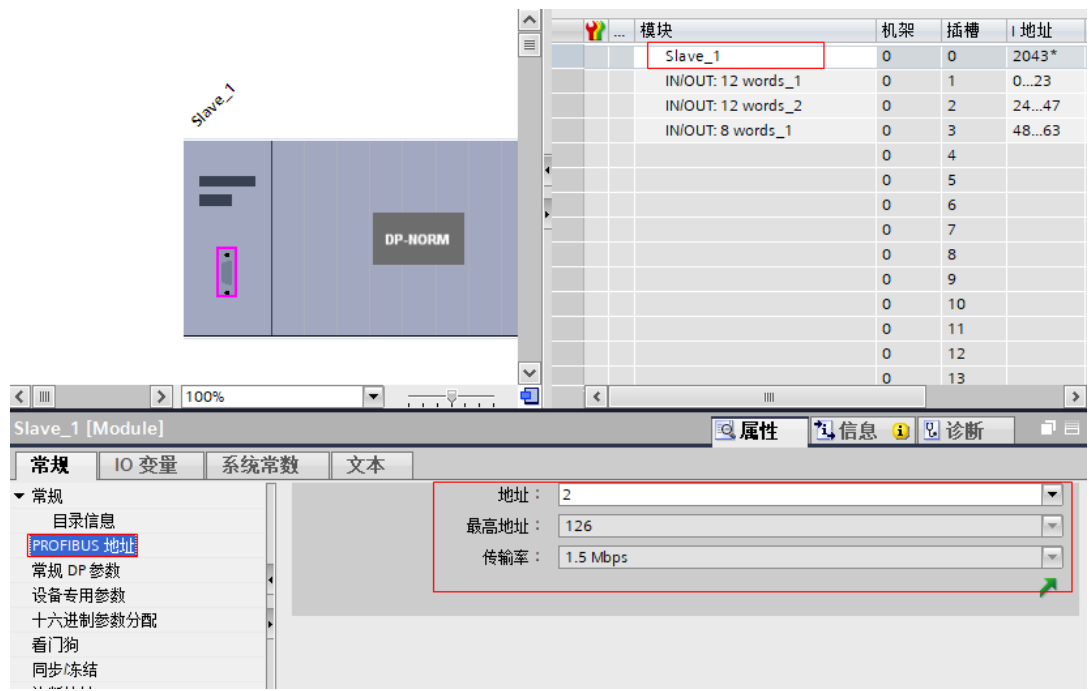 Slave_1
DP-NORM
... 模块 机架 插槽 I 地址
Slave_1 0 0 2043*
IN/OUT: 12 words_1 0 1 0...23
IN/OUT: 12 words_2 0 2 24...47
IN/OUT: 8 words_1 0 3 48...63
0 4
0 5
0 6
0 7
0 8
0 9
0 10
0 11
0 12
0 13
100%
Slave_1 [Module]
属性 信息 诊断
常规 IO 变量 系统常数 文本
常规
目录信息
PROFIBUS 地址
常规 DP 参数
设备专用参数
十六进制参数分配
看门狗
同步/冻结
地址： 2
最高地址： 126
传输率： 1.5 Mbps